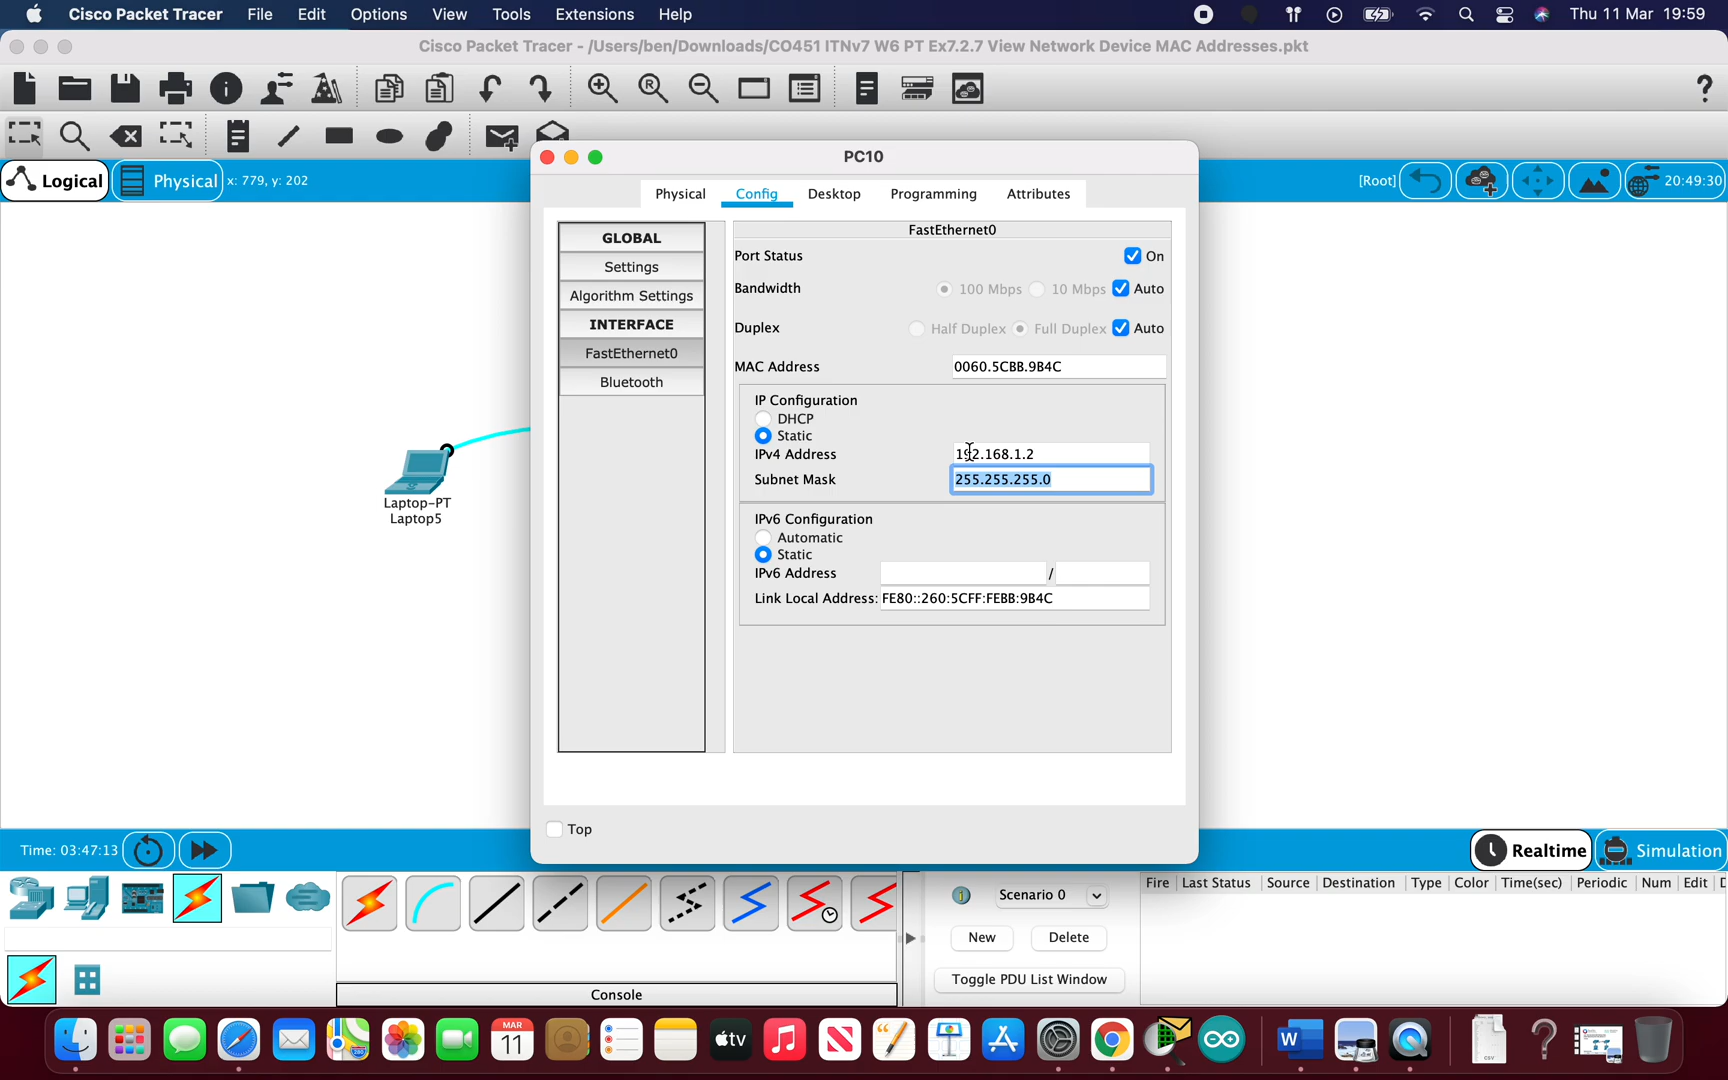 Cisco Packet Tracer File Edit Options View Tools Extensions Help Thu 11 Mar 19:59
Cisco Packet Tracer - /Users/ben/Downloads/CO451 ITNv7 W6 PT Ex7.2.7 View Network Device MAC Addresses.pkt
Logical Physical x: 779, y: 202 [Root] 20:49:30
PC10
Physical Config Desktop Programming Attributes
GLOBAL
Settings
Algorithm Settings
INTERFACE
FastEthernet0
Bluetooth
FastEthernet0
Port Status On
Bandwidth 100 Mbps 10 Mbps Auto
Duplex Half Duplex Full Duplex Auto
MAC Address 0060.5CBB.9B4C
IP Configuration
DHCP
Static
IPv4 Address 192.168.1.2
Subnet Mask 255.255.255.0
IPv6 Configuration
Automatic
Static
IPv6 Address /
Link Local Address: FE80::260:5CFF:FEBB:9B4C
Top
Laptop-PT
Laptop5
Time: 03:47:13 Realtime Simulation
Scenario 0
New Delete
Toggle PDU List Window
Fire Last Status Source Destination Type Color Time(sec) Periodic Num Edit D
Console
MAR
11
tv
W
CSV